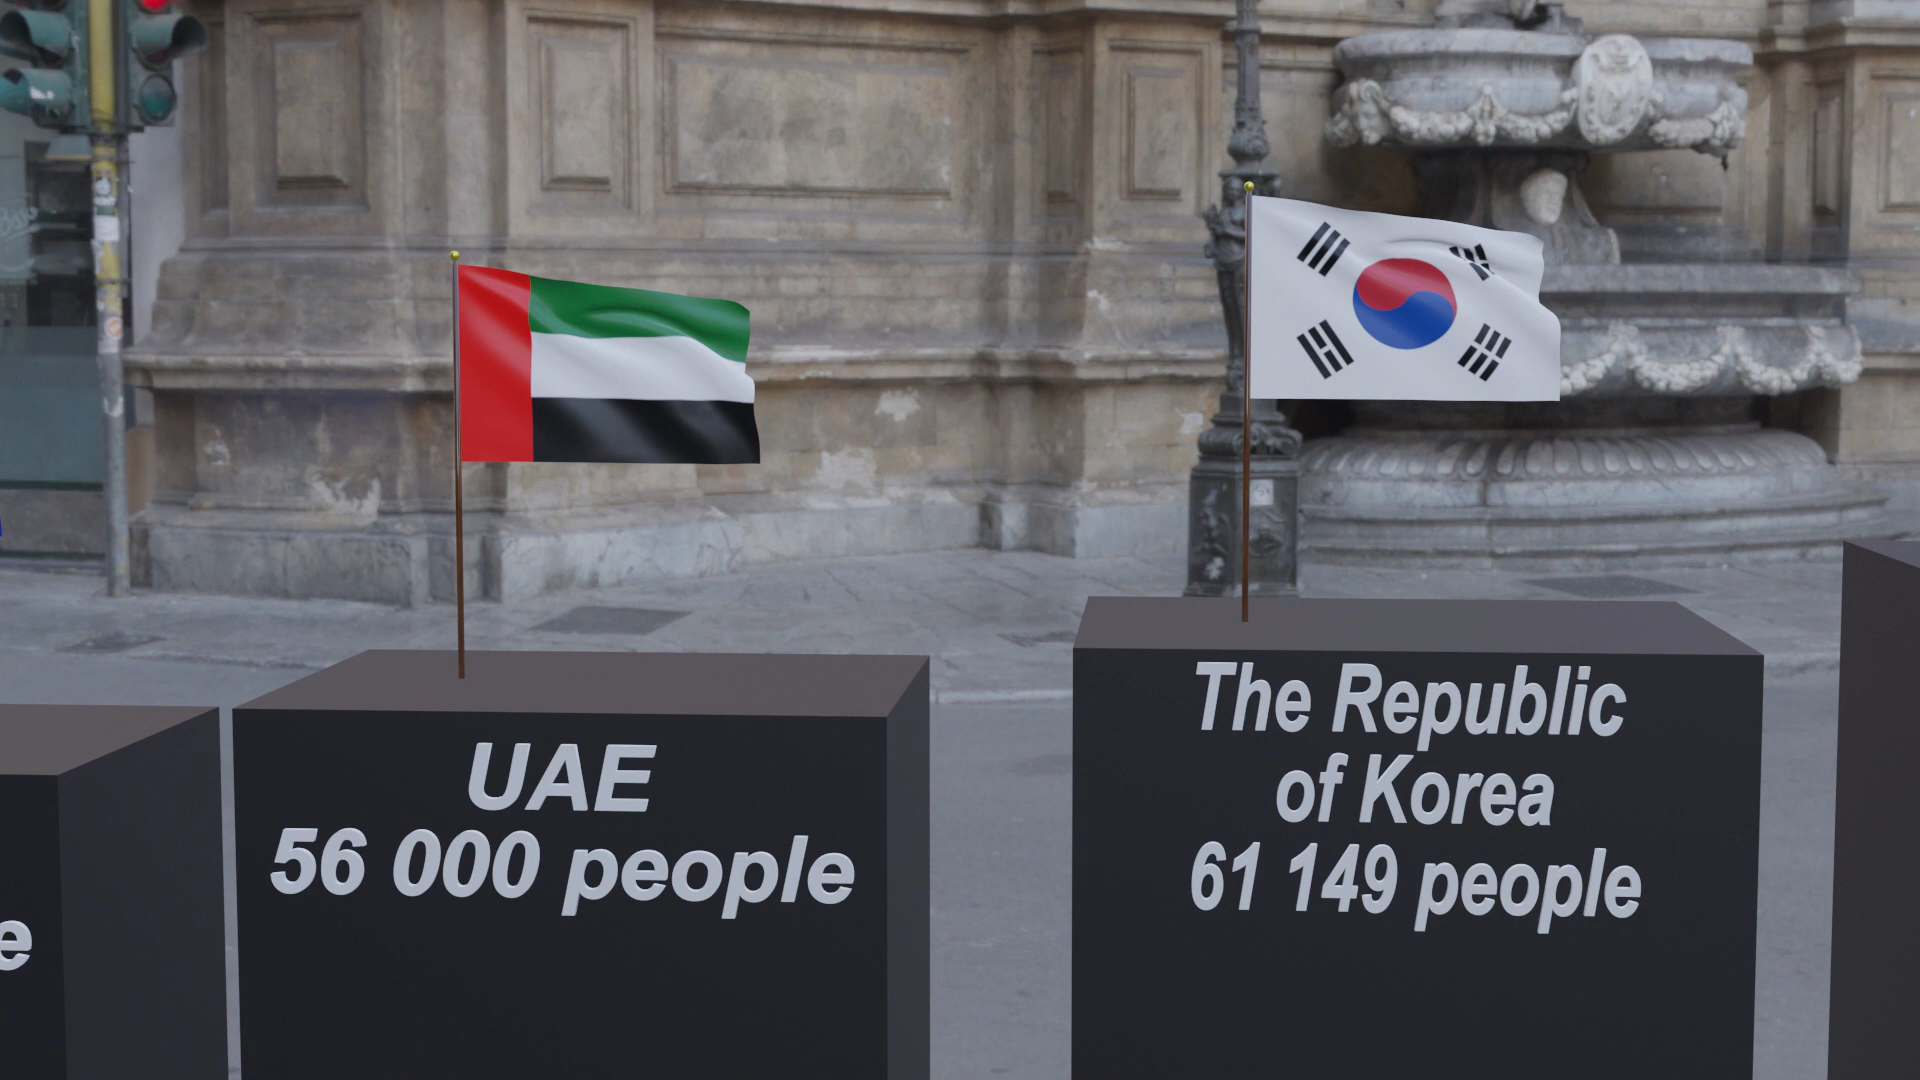 UAE
56 000 people
The Republic
of Korea
61 149 people